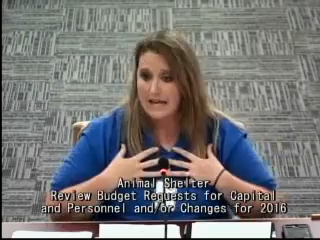 Animal Shelter
Review Budget Requests for Capital
and Personnel and/or Changes for 2016